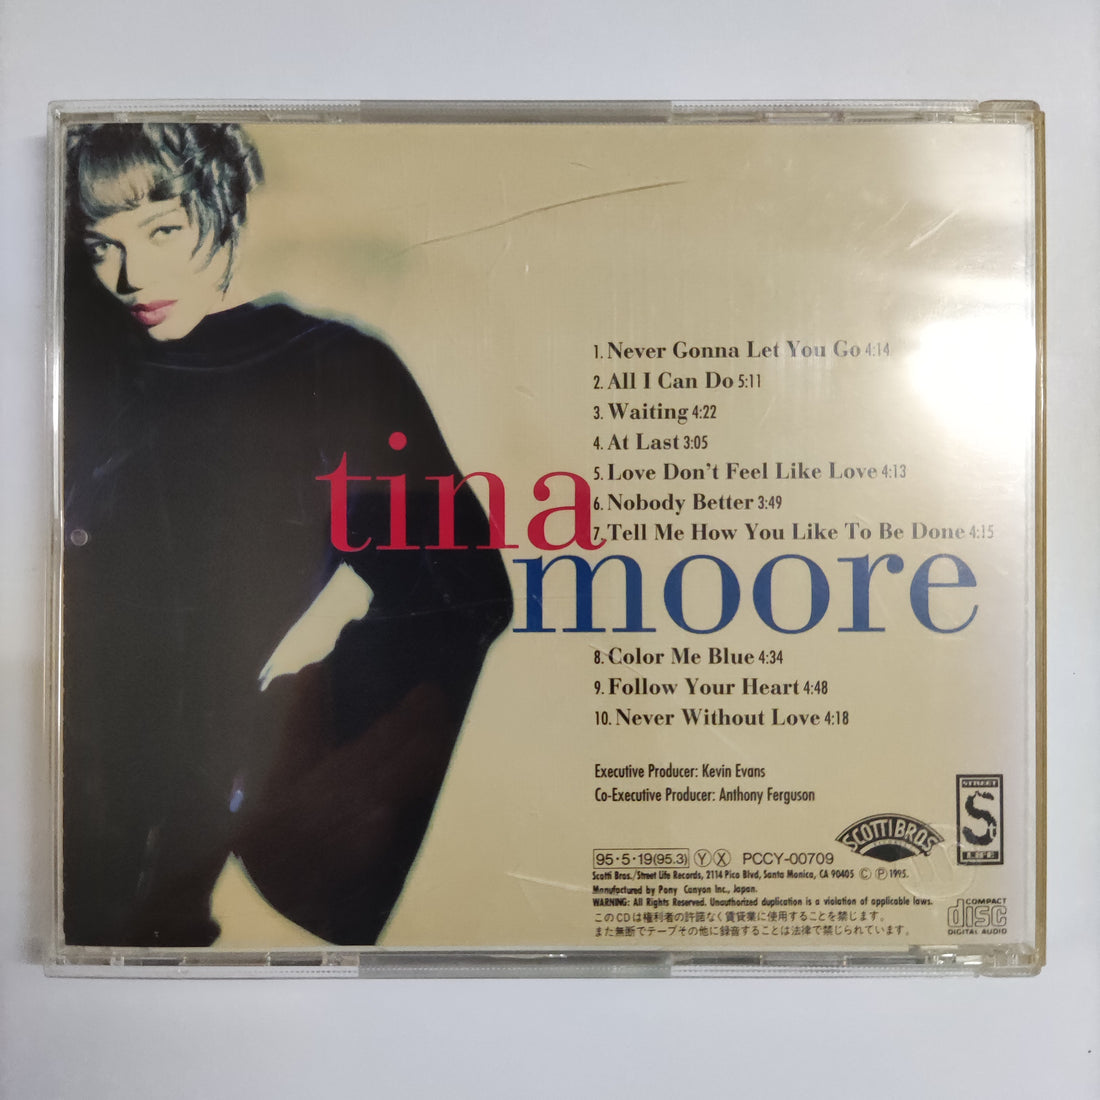 1. Never Gonna Let You Go 4:14
2. All I Can Do 5:11
3. Waiting 4:22
4. At Last 3:05
5. Love Don't Feel Like Love 4:13
6. Nobody Better 3:49
7. Tell Me How You Like To Be Done 4:15
tina
moore
8. Color Me Blue 4:34
9. Follow Your Heart 4:48
10. Never Without Love 4:18
Executive Producer: Kevin Evans
Co-Executive Producer: Anthony Ferguson
STREET
St
LIFE
SCOTTI BROS.
95・5・19(95.3) Ⓨ Ⓧ PCCY-00709
Scotti Bros./Street Life Records, 2114 Pico Blvd, Santa Monica, CA 90405 Ⓒ Ⓟ 1995.
Manufactured by Pony Canyon Inc., Japan.
WARNING: All Rights Reserved. Unauthorized duplication is a violation of applicable laws.
このCDは権利者の許諾なく賃貸業に使用することを禁じます。
また無断でテープその他に録音することは法律で禁じられています。
COMPACT
disc
DIGITAL AUDIO